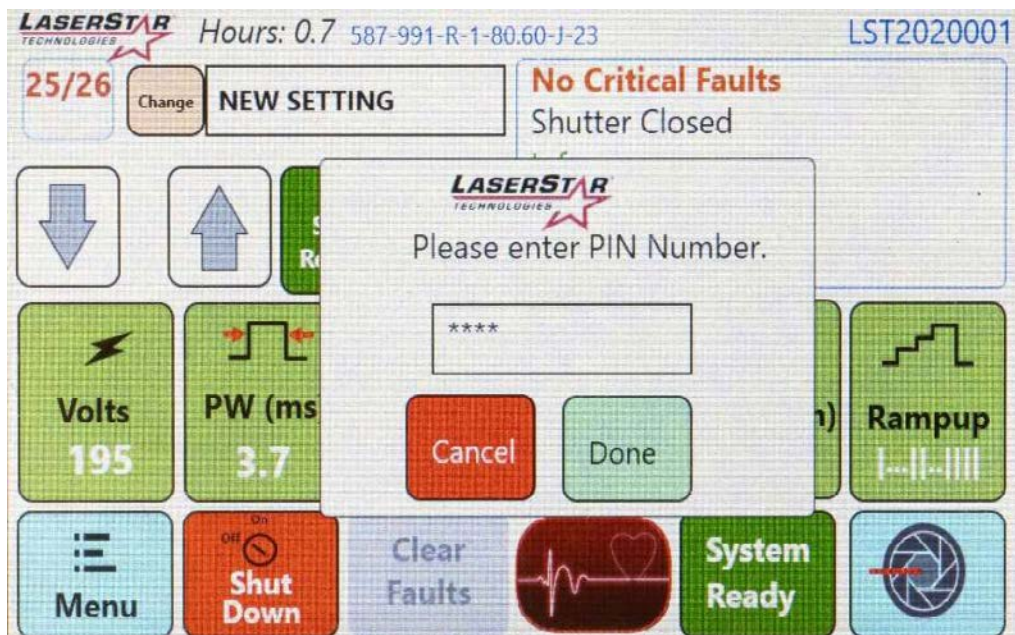 LASERSTAR
TECHNOLOGIES
Hours: 0.7
587-991-R-1-80.60-J-23
LST2020001
25/26
Change
NEW SETTING
No Critical Faults
Shutter Closed
LASERSTAR
TECHNOLOGIES
Please enter PIN Number.
****
Cancel
Done
Volts
195
PW (ms
3.7
Rampup
Menu
On
Off
Shut
Down
Clear
Faults
System
Ready